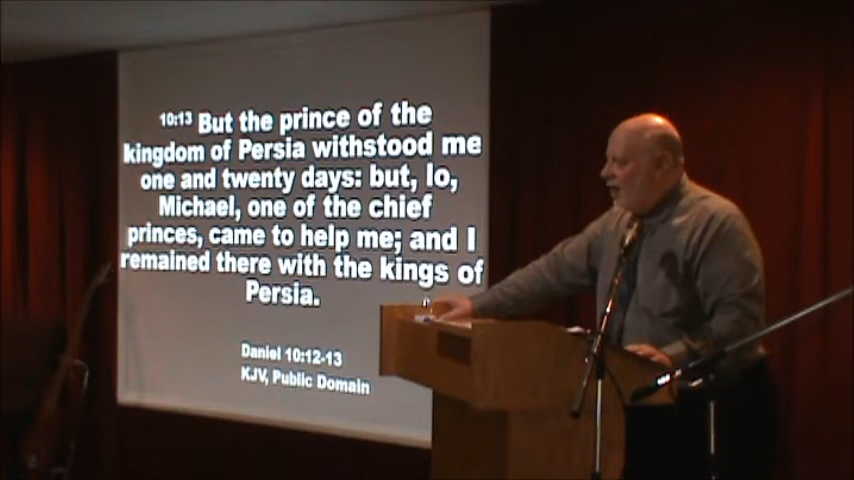 10:13 But the prince of the
kingdom of Persia withstood me
one and twenty days: but, lo,
Michael, one of the chief
princes, came to help me; and I
remained there with the kings of
Persia.
Daniel 10:12-13
KJV, Public Domain